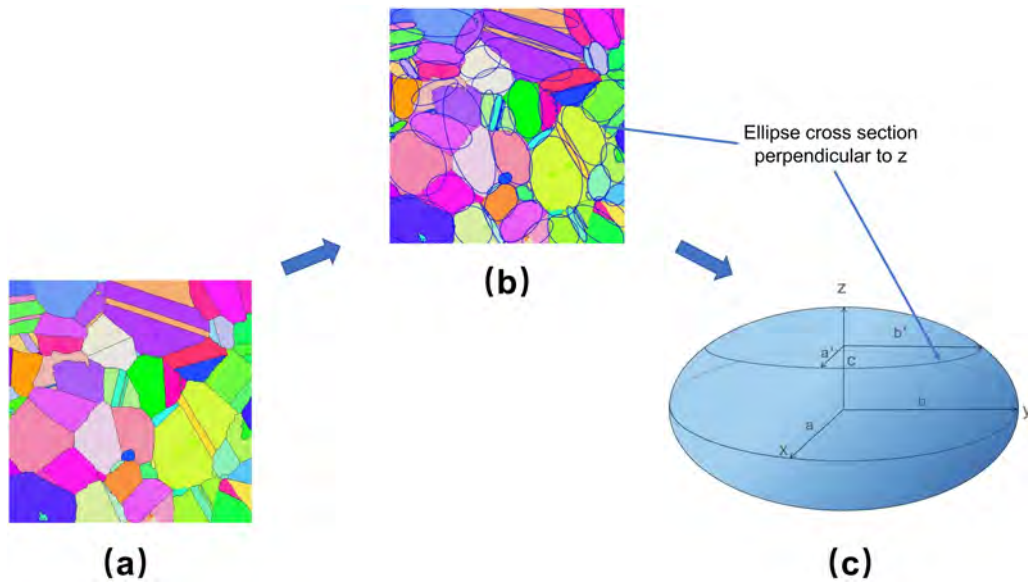 Ellipse cross section
perpendicular to z
(b)
z
b'
a'
c
b
y
a
X
(a)
(c)